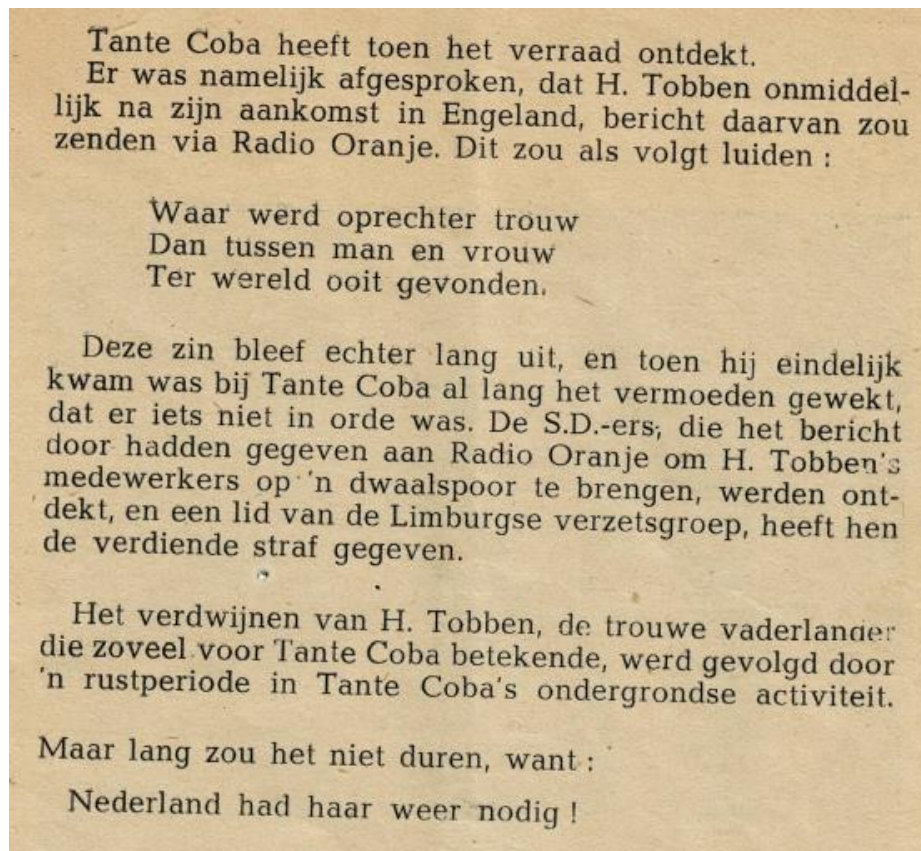 Tante Coba heeft toen het verraad ontdekt.
Er was namelijk afgesproken, dat H. Tobben onmiddel-
lijk na zijn aankomst in Engeland, bericht daarvan zou
zenden via Radio Oranje. Dit zou als volgt luiden :
Waar werd oprechter trouw
Dan tussen man en vrouw
Ter wereld ooit gevonden.
Deze zin bleef echter lang uit, en toen hij eindelijk
kwam was bij Tante Coba al lang het vermoeden gewekt,
dat er iets niet in orde was. De S.D.-ers, die het bericht
door hadden gegeven aan Radio Oranje om H. Tobben's
medewerkers op 'n dwaalspoor te brengen, werden ont-
dekt, en een lid van de Limburgse verzetsgroep, heeft hen
de verdiende straf gegeven.
Het verdwijnen van H. Tobben, de trouwe vaderlander
die zoveel voor Tante Coba betekende, werd gevolgd door
'n rustperiode in Tante Coba's ondergrondse activiteit.
Maar lang zou het niet duren, want :
Nederland had haar weer nodig !